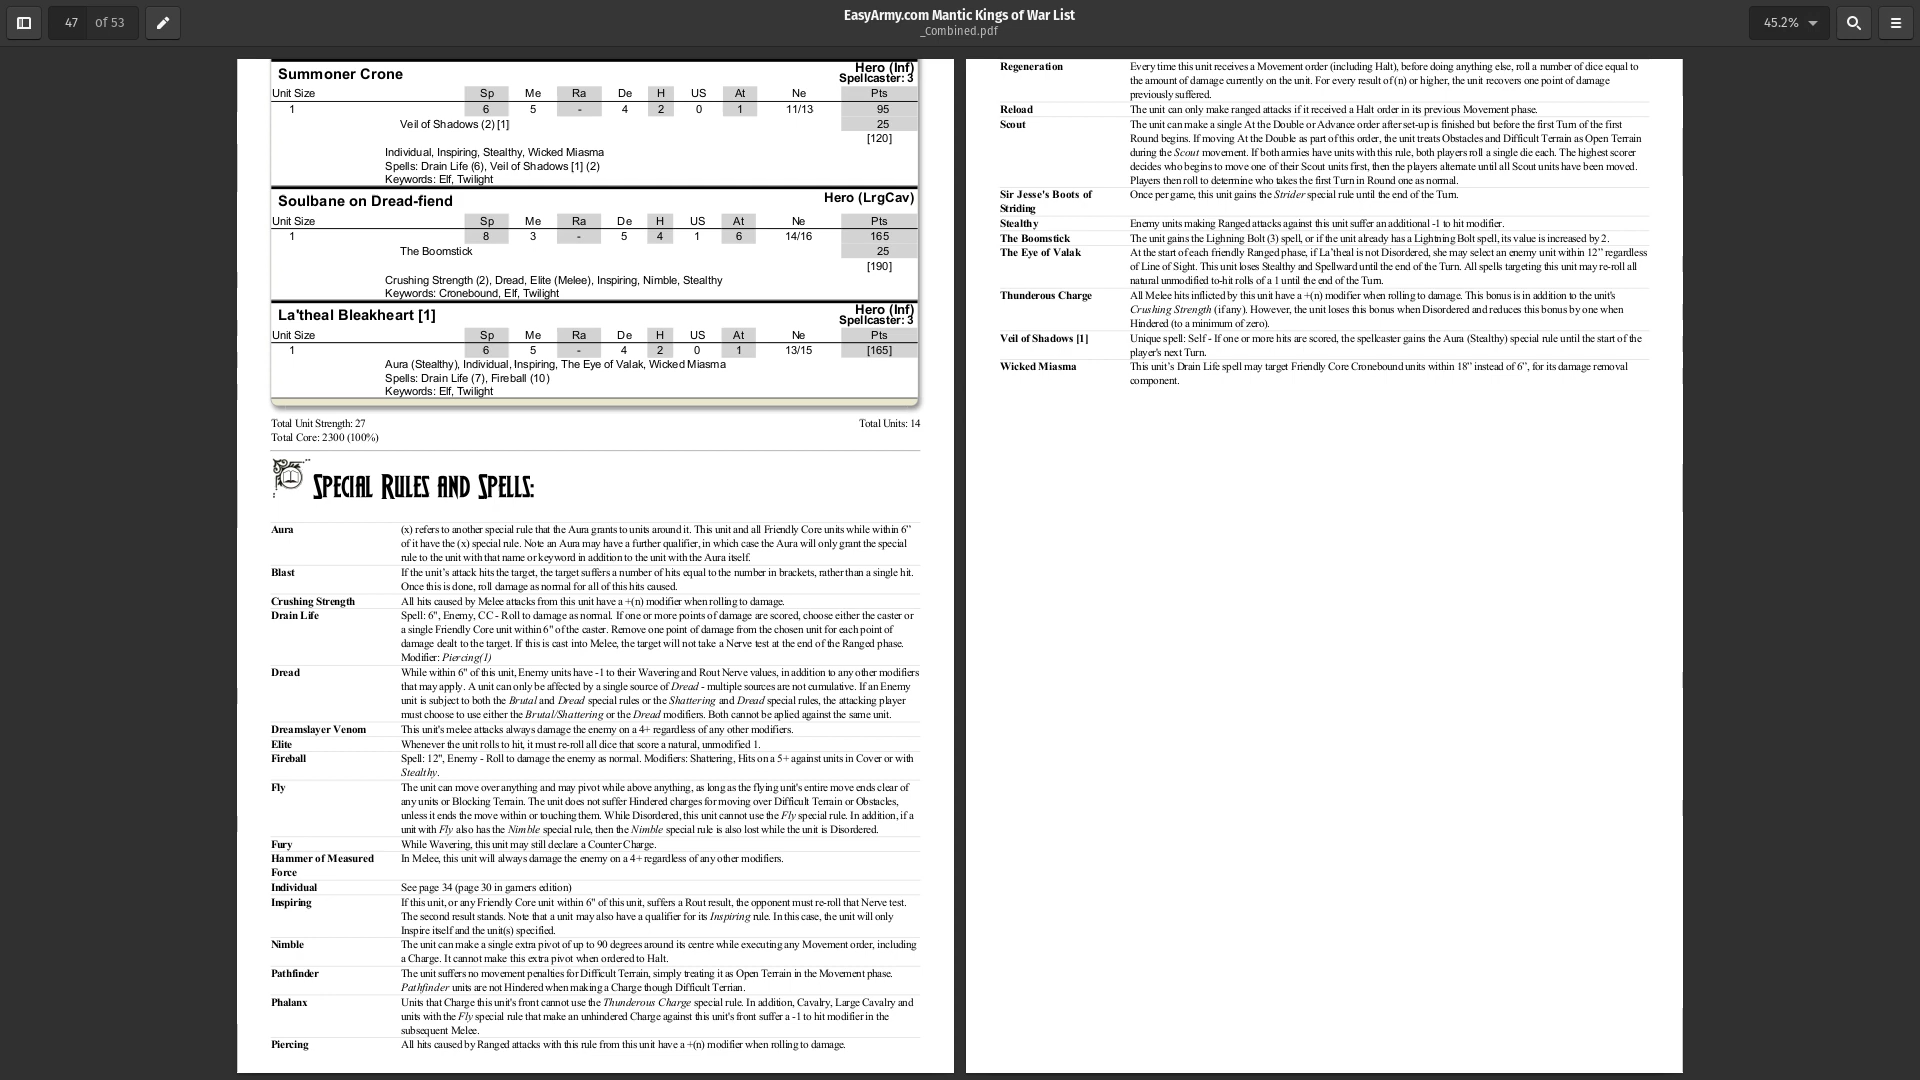 47 of 53
EasyArmy.com Mantic Kings of War List
_Combined.pdf
45.2%
Summoner Crone
Hero (Inf)
Spellcaster: 3
Unit Size Sp Me Ra De H US At Ne Pts
1 6 5 - 4 2 0 1 11/13 95
Veil of Shadows (2) [1] 25
[120]
Individual, Inspiring, Stealthy, Wicked Miasma
Spells: Drain Life (6), Veil of Shadows [1] (2)
Keywords: Elf, Twilight
Soulbane on Dread-fiend
Hero (LrgCav)
Unit Size Sp Me Ra De H US At Ne Pts
1 8 3 - 5 4 1 6 14/16 165
The Boomstick 25
[190]
Crushing Strength (2), Dread, Elite (Melee), Inspiring, Nimble, Stealthy
Keywords: Cronebound, Elf, Twilight
La'theal Bleakheart [1]
Hero (Inf)
Spellcaster: 3
Unit Size Sp Me Ra De H US At Ne Pts
1 6 5 - 4 2 0 1 13/15 [165]
Aura (Stealthy), Individual, Inspiring, The Eye of Valak, Wicked Miasma
Spells: Drain Life (7), Fireball (10)
Keywords: Elf, Twilight
Total Unit Strength: 27 Total Units: 14
Total Core: 2300 (100%)
Special Rules and Spells:
Aura (x) refers to another special rule that the Aura grants to units around it. This unit and all Friendly Core units while within 6”
of it have the (x) special rule. Note an Aura may have a further qualifier, in which case the Aura will only grant the special
rule to the unit with that name or keyword in addition to the unit with the Aura itself.
Blast If the unit’s attack hits the target, the target suffers a number of hits equal to the number in brackets, rather than a single hit.
Once this is done, roll damage as normal for all of this hits caused.
Crushing Strength All hits caused by Melee attacks from this unit have a +(n) modifier when rolling to damage.
Drain Life Spell: 6", Enemy, CC - Roll to damage as normal. If one or more points of damage are scored, choose either the caster or
a single Friendly Core unit within 6" of the caster. Remove one point of damage from the chosen unit for each point of
damage dealt to the target. If this is cast into Melee, the target will not take a Nerve test at the end of the Ranged phase.
Modifier: Piercing(1)
Dread While within 6" of this unit, Enemy units have -1 to their Wavering and Rout Nerve values, in addition to any other modifiers
that may apply. A unit can only be affected by a single source of Dread - multiple sources are not cumulative. If an Enemy
unit is subject to both the Brutal and Dread special rules or the Shattering and Dread special rules, the attacking player
must choose to use either the Brutal/Shattering or the Dread modifiers. Both cannot be aplied against the same unit.
Dreamslayer Venom This unit's melee attacks always damage the enemy on a 4+ regardless of any other modifiers.
Elite Whenever the unit rolls to hit, it must re-roll all dice that score a natural, unmodified 1.
Fireball Spell: 12", Enemy - Roll to damage the enemy as normal. Modifiers: Shattering, Hits on a 5+ against units in Cover or with
Stealthy.
Fly The unit can move over anything and may pivot while above anything, as long as the flying unit's entire move ends clear of
any units or Blocking Terrain. The unit does not suffer Hindered charges for moving over Difficult Terrain or Obstacles,
unless it ends the move within or touching them. While Disordered, this unit cannot use the Fly special rule. In addition, if a
unit with Fly also has the Nimble special rule, then the Nimble special rule is also lost while the unit is Disordered.
Fury While Wavering, this unit may still declare a Counter Charge.
Hammer of Measured In Melee, this unit will always damage the enemy on a 4+ regardless of any other modifiers.
Force
Individual See page 34 (page 30 in gamers edition)
Inspiring If this unit, or any Friendly Core unit within 6" of this unit, suffers a Rout result, the opponent must re-roll that Nerve test.
The second result stands. Note that a unit may also have a qualifier for its Inspiring rule. In this case, the unit will only
Inspire itself and the unit(s) specified.
Nimble The unit can make a single extra pivot of up to 90 degrees around its centre while executing any Movement order, including
a Charge. It cannot make this extra pivot when ordered to Halt.
Pathfinder The unit suffers no movement penalties for Difficult Terrain, simply treating it as Open Terrain in the Movement phase.
Pathfinder units are not Hindered when making a Charge though Difficult Terrian.
Phalanx Units that Charge this unit's front cannot use the Thunderous Charge special rule. In addition, Cavalry, Large Cavalry and
units with the Fly special rule that make an unhindered Charge against this unit's front suffer a -1 to hit modifier in the
subsequent Melee.
Piercing All hits caused by Ranged attacks with this rule from this unit have a +(n) modifier when rolling to damage.
Regeneration Every time this unit receives a Movement order (including Halt), before doing anything else, roll a number of dice equal to
the amount of damage currently on the unit. For every result of (n) or higher, the unit recovers one point of damage
previously suffered.
Reload The unit can only make ranged attacks if it received a Halt order in its previous Movement phase.
Scout The unit can make a single At the Double or Advance order after set-up is finished but before the first Turn of the first
Round begins. If moving At the Double as part of this order, the unit treats Obstacles and Difficult Terrain as Open Terrain
during the Scout movement. If both armies have units with this rule, both players roll a single die each. The highest scorer
decides who begins to move one of their Scout units first, then the players alternate until all Scout units have been moved.
Players then roll to determine who takes the first Turn in Round one as normal.
Sir Jesse's Boots of Once per game, this unit gains the Strider special rule until the end of the Turn.
Striding
Stealthy Enemy units making Ranged attacks against this unit suffer an additional -1 to hit modifier.
The Boomstick The unit gains the Lighning Bolt (3) spell, or if the unit already has a Lightning Bolt spell, its value is increased by 2.
The Eye of Valak At the start of each friendly Ranged phase, if La’theal is not Disordered, she may select an enemy unit within 12” regardless
of Line of Sight. This unit loses Stealthy and Spellward until the end of the Turn. All spells targeting this unit may re-roll all
natural unmodified to-hit rolls of a 1 until the end of the Turn.
Thunderous Charge All Melee hits inflicted by this unit have a +(n) modifier when rolling to damage. This bonus is in addition to the unit's
Crushing Strength (if any). However, the unit loses this bonus when Disordered and reduces this bonus by one when
Hindered (to a minimum of zero).
Veil of Shadows [1] Unique spell: Self - If one or more hits are scored, the spellcaster gains the Aura (Stealthy) special rule until the start of the
player's next Turn.
Wicked Miasma This unit’s Drain Life spell may target Friendly Core Cronebound units within 18” instead of 6”, for its damage removal
component.